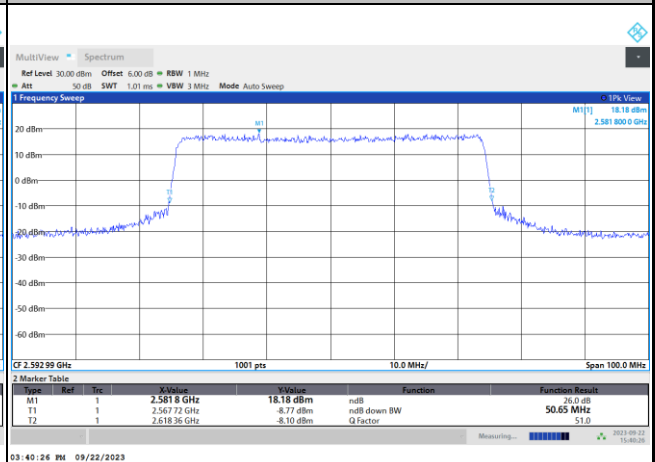 MultiView Spectrum
Ref Level 30.00 dBm Offset 6.00 dB RBW 1 MHz
Att 50 dB SWT 1.01 ms VBW 3 MHz Mode Auto Sweep
1 Frequency Sweep 1Pk View
M1[1] 18.18 dBm
2.581 800 0 GHz
M1
20 dBm
10 dBm
0 dBm
T1 T2
-10 dBm
-20 dBm
-30 dBm
-40 dBm
-50 dBm
-60 dBm
CF 2.592 99 GHz 1001 pts 10.0 MHz/ Span 100.0 MHz
2 Marker Table
Type Ref Trc X-Value Y-Value Function Function Result
M1 1 2.581 8 GHz 18.18 dBm ndB 26.0 dB
T1 1 2.567 72 GHz -8.77 dBm ndB down BW 50.65 MHz
T2 1 2.618 36 GHz -8.10 dBm Q Factor 51.0
Measuring... 2023-09-22
15:40:26
03:40:26 PM 09/22/2023